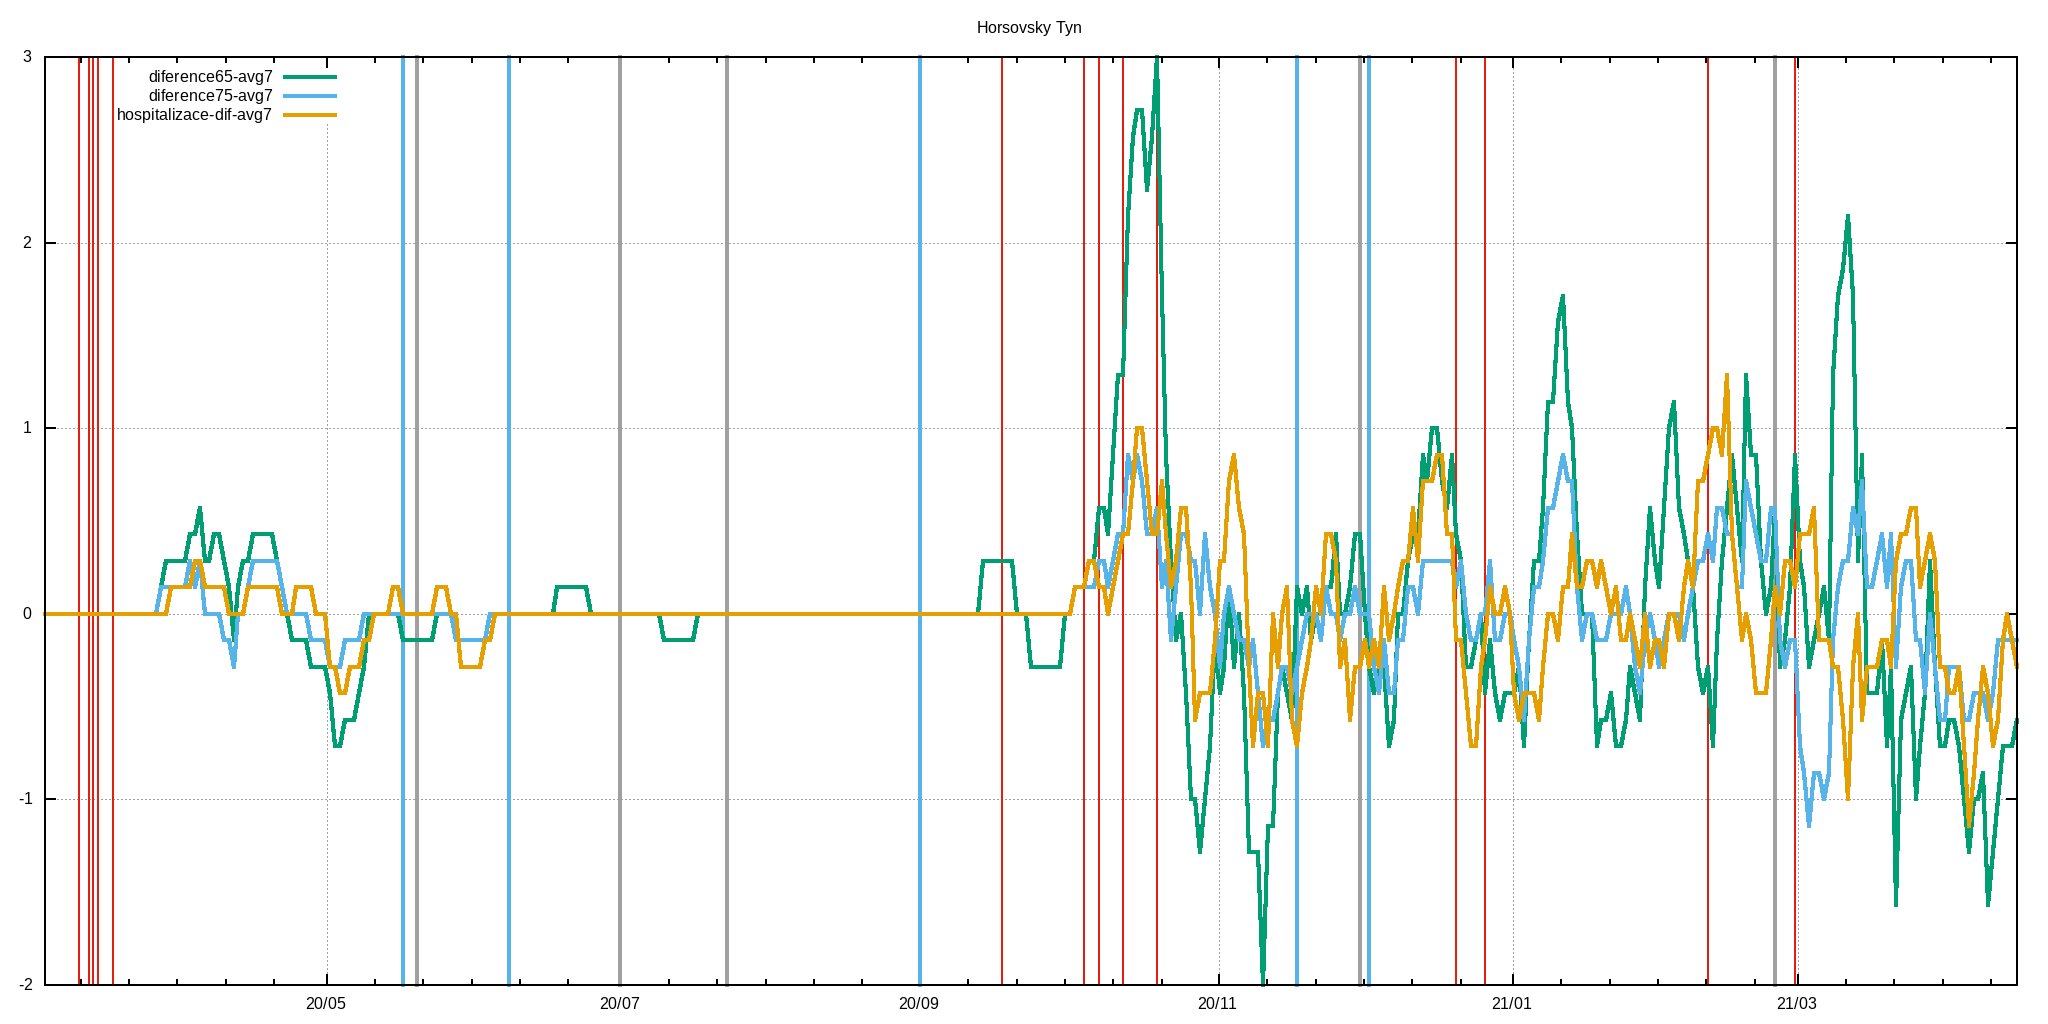 Horsovsky Tyn
3
diference65-avg7
diference75-avg7
hospitalizace-dif-avg7
2
1
0
-1
-2
20/05 20/07 20/09 20/11 21/01 21/03